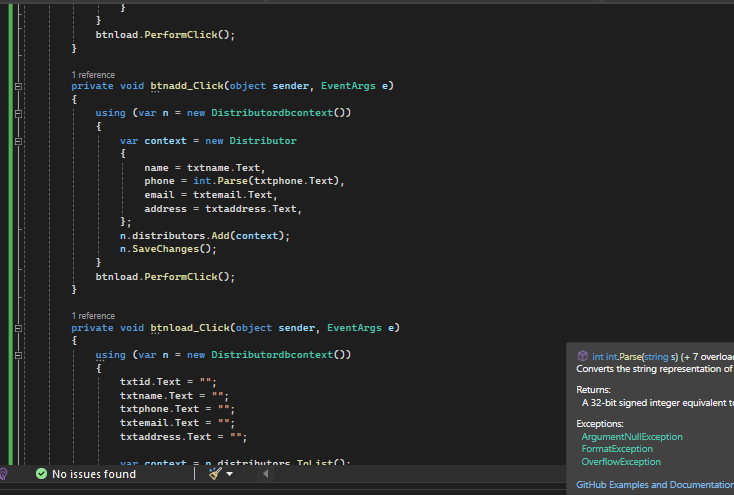 }
}
btnload.PerformClick();
}
1 reference
private void btnadd_Click(object sender, EventArgs e)
{
using (var n = new Distributordbcontext())
{
var context = new Distributor
{
name = txtname.Text,
phone = int.Parse(txtphone.Text),
email = txtemail.Text,
address = txtaddress.Text,
};
n.distributors.Add(context);
n.SaveChanges();
}
btnload.PerformClick();
}
1 reference
private void btnload_Click(object sender, EventArgs e)
{
using (var n = new Distributordbcontext())
{
txtid.Text = "";
txtname.Text = "";
txtphone.Text = "";
txtemail.Text = "";
txtaddress.Text = "";
var context = n.distributors.ToList();
int int.Parse(string s) (+ 7 overload
Converts the string representation of
Returns:
A 32-bit signed integer equivalent to
Exceptions:
ArgumentNullException
FormatException
OverflowException
GitHub Examples and Documentation
No issues found